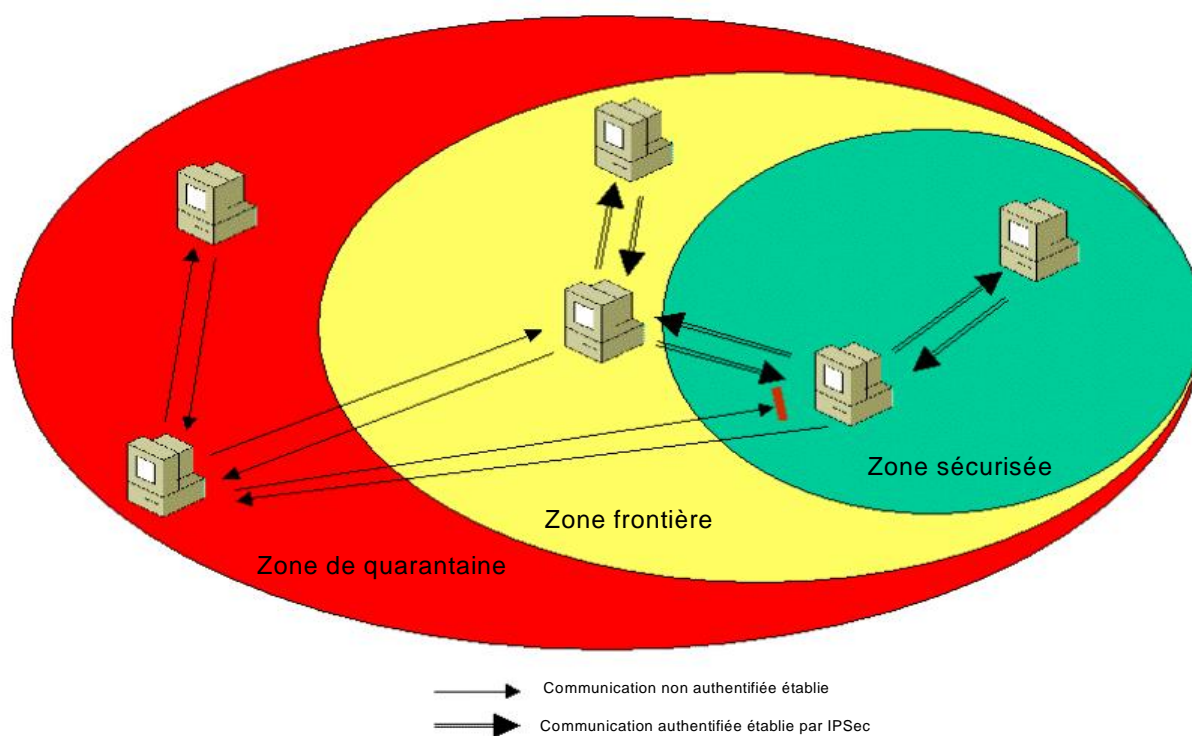 Zone sécurisée
Zone frontière
Zone de quarantaine
Communication non authentifiée établie
Communication authentifiée établie par IPSec